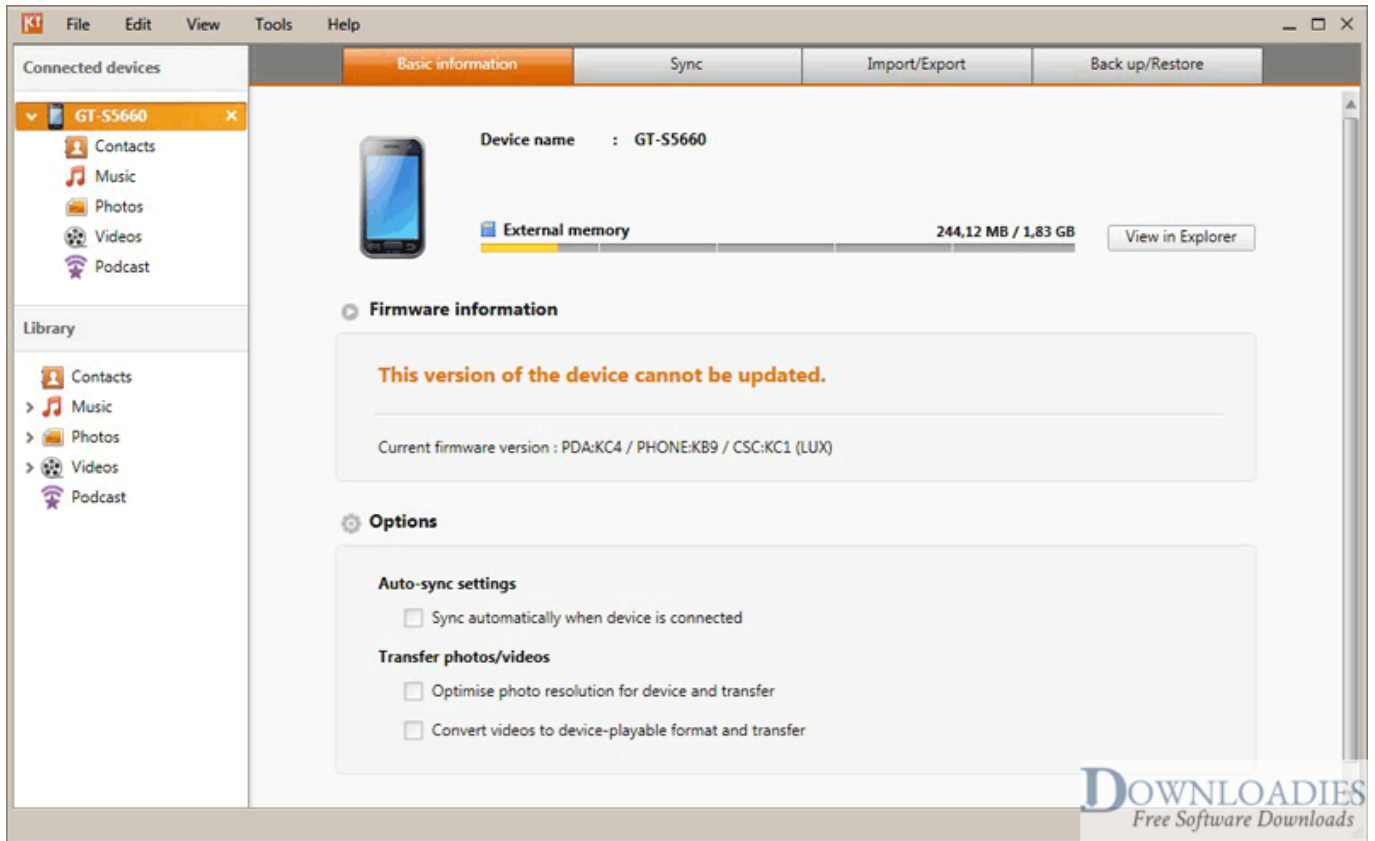 File Edit View Tools Help
Connected devices
Basic information Sync Import/Export Back up/Restore
GT-S5660
Contacts
Music
Photos
Videos
Podcast
Library
Contacts
Music
Photos
Videos
Podcast
Device name : GT-S5660
External memory 244,12 MB / 1,83 GB View in Explorer
Firmware information
This version of the device cannot be updated.
Current firmware version : PDA:KC4 / PHONE:KB9 / CSC:KC1 (LUX)
Options
Auto-sync settings
Sync automatically when device is connected
Transfer photos/videos
Optimise photo resolution for device and transfer
Convert videos to device-playable format and transfer
DOWNLOADIES
Free Software Downloads